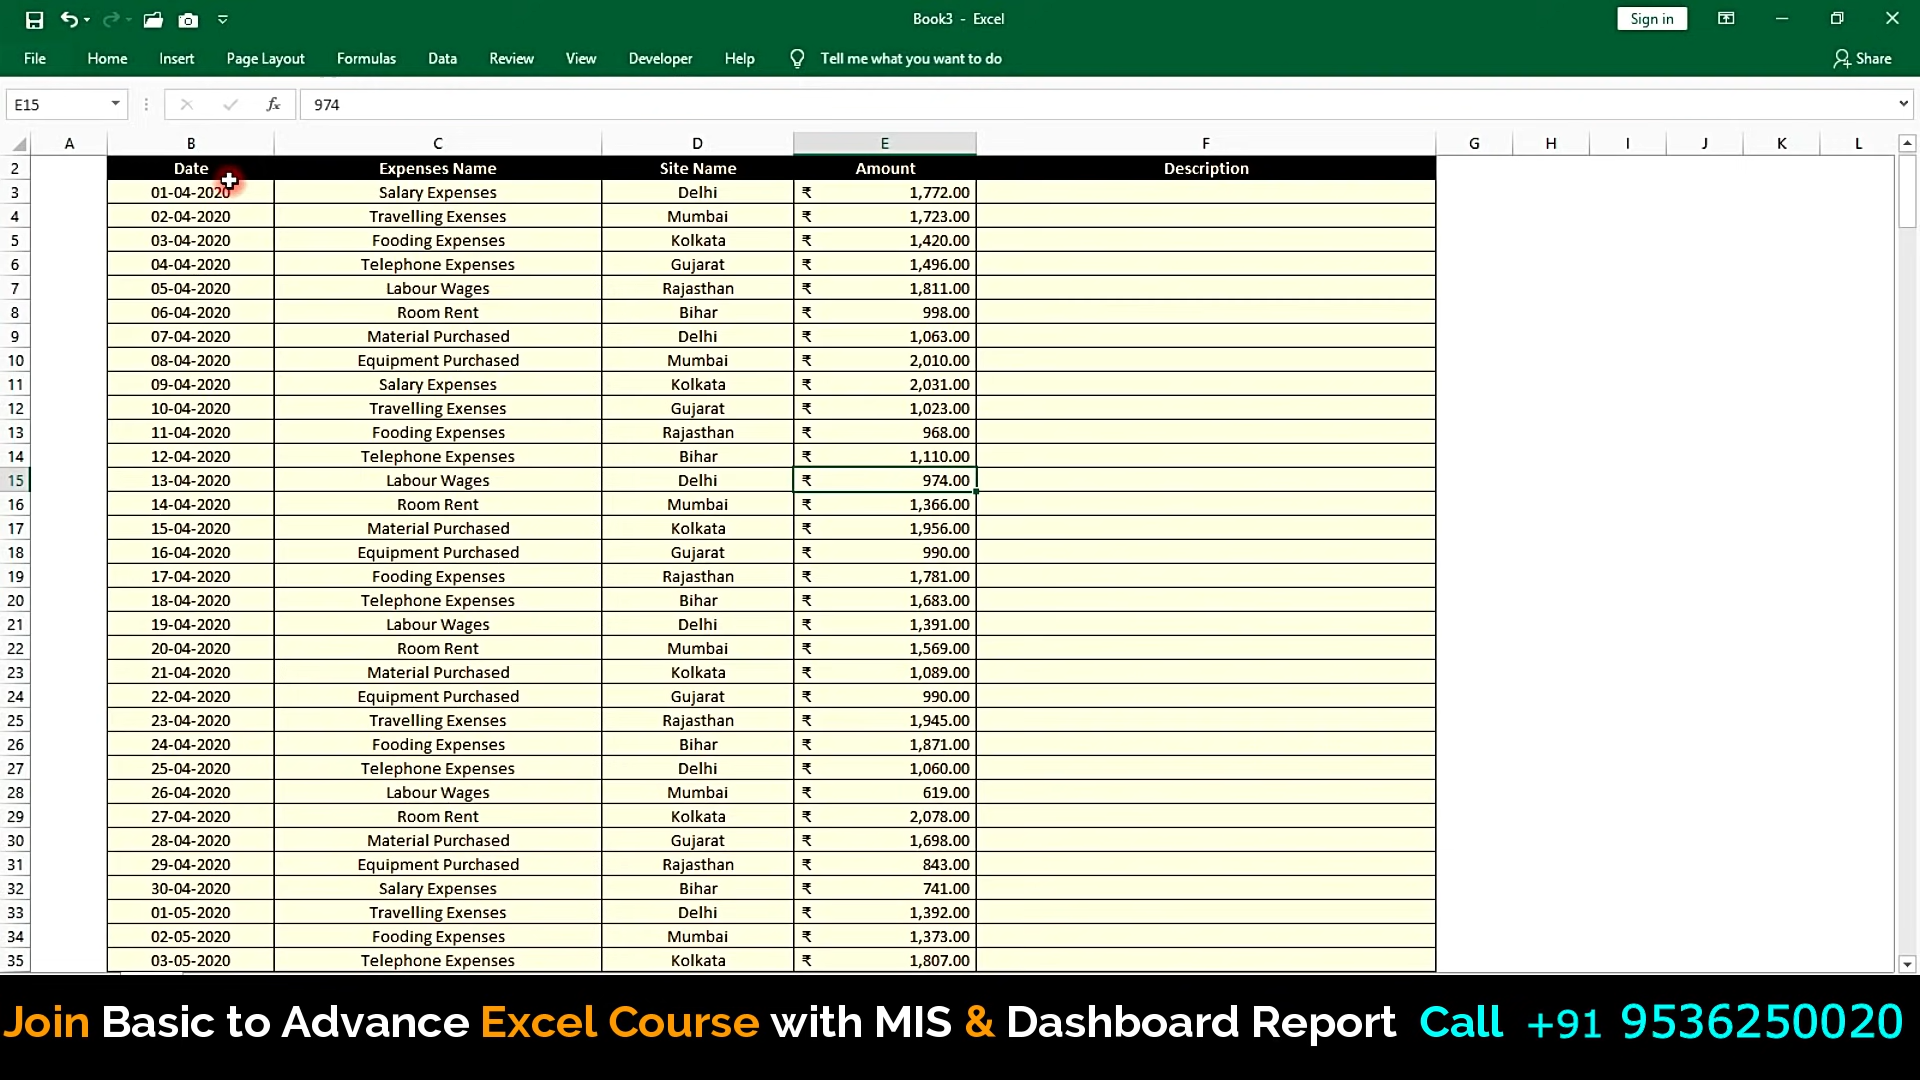 Book3 - Excel
Sign in
File Home Insert Page Layout Formulas Data Review View Developer Help Tell me what you want to do Share
E15 fx 974
A B C D E F G H I J K L
2 Date Expenses Name Site Name Amount Description
3 01-04-2020 Salary Expenses Delhi ₹ 1,772.00
4 02-04-2020 Travelling Exenses Mumbai ₹ 1,723.00
5 03-04-2020 Fooding Expenses Kolkata ₹ 1,420.00
6 04-04-2020 Telephone Expenses Gujarat ₹ 1,496.00
7 05-04-2020 Labour Wages Rajasthan ₹ 1,811.00
8 06-04-2020 Room Rent Bihar ₹ 998.00
9 07-04-2020 Material Purchased Delhi ₹ 1,063.00
10 08-04-2020 Equipment Purchased Mumbai ₹ 2,010.00
11 09-04-2020 Salary Expenses Kolkata ₹ 2,031.00
12 10-04-2020 Travelling Exenses Gujarat ₹ 1,023.00
13 11-04-2020 Fooding Expenses Rajasthan ₹ 968.00
14 12-04-2020 Telephone Expenses Bihar ₹ 1,110.00
15 13-04-2020 Labour Wages Delhi ₹ 974.00
16 14-04-2020 Room Rent Mumbai ₹ 1,366.00
17 15-04-2020 Material Purchased Kolkata ₹ 1,956.00
18 16-04-2020 Equipment Purchased Gujarat ₹ 990.00
19 17-04-2020 Fooding Expenses Rajasthan ₹ 1,781.00
20 18-04-2020 Telephone Expenses Bihar ₹ 1,683.00
21 19-04-2020 Labour Wages Delhi ₹ 1,391.00
22 20-04-2020 Room Rent Mumbai ₹ 1,569.00
23 21-04-2020 Material Purchased Kolkata ₹ 1,089.00
24 22-04-2020 Equipment Purchased Gujarat ₹ 990.00
25 23-04-2020 Travelling Exenses Rajasthan ₹ 1,945.00
26 24-04-2020 Fooding Expenses Bihar ₹ 1,871.00
27 25-04-2020 Telephone Expenses Delhi ₹ 1,060.00
28 26-04-2020 Labour Wages Mumbai ₹ 619.00
29 27-04-2020 Room Rent Kolkata ₹ 2,078.00
30 28-04-2020 Material Purchased Gujarat ₹ 1,698.00
31 29-04-2020 Equipment Purchased Rajasthan ₹ 843.00
32 30-04-2020 Salary Expenses Bihar ₹ 741.00
33 01-05-2020 Travelling Exenses Delhi ₹ 1,392.00
34 02-05-2020 Fooding Expenses Mumbai ₹ 1,373.00
35 03-05-2020 Telephone Expenses Kolkata ₹ 1,807.00
Join Basic to Advance Excel Course with MIS & Dashboard Report Call +91 9536250020